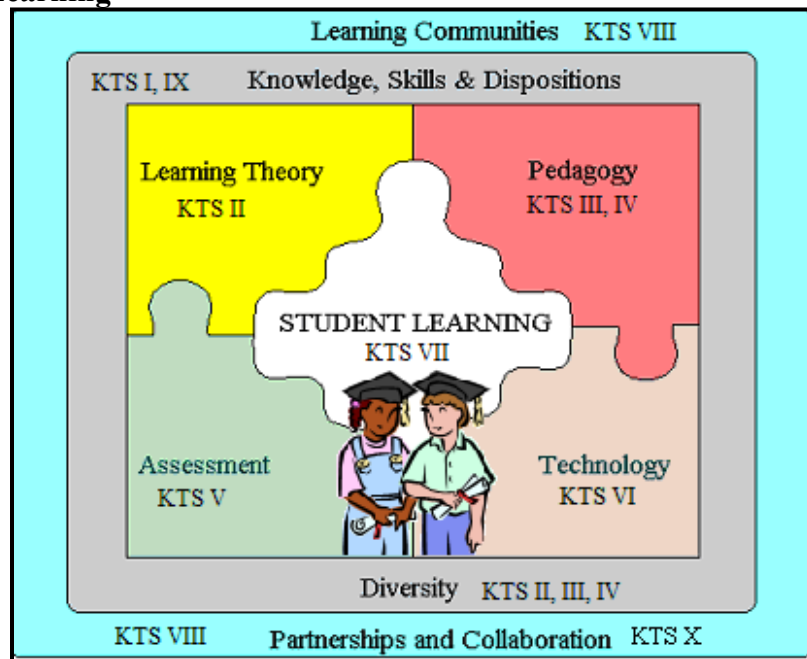 Learning Communities KTS VIII
KTS I, IX Knowledge, Skills & Dispositions
Learning Theory
KTS II
Pedagogy
KTS III, IV
STUDENT LEARNING
KTS VII
Assessment
KTS V
Technology
KTS VI
Diversity KTS II, III, IV
KTS VIII Partnerships and Collaboration KTS X